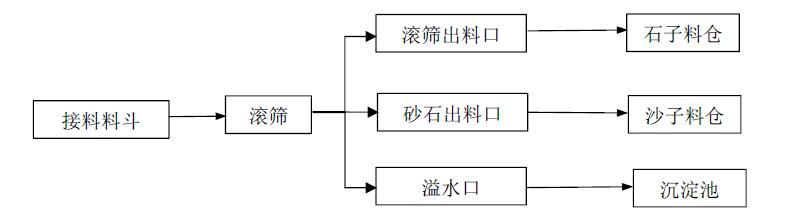 滚筛出料口
石子料仓
接料料斗
滚筛
砂石出料口
沙子料仓
溢水口
沉淀池